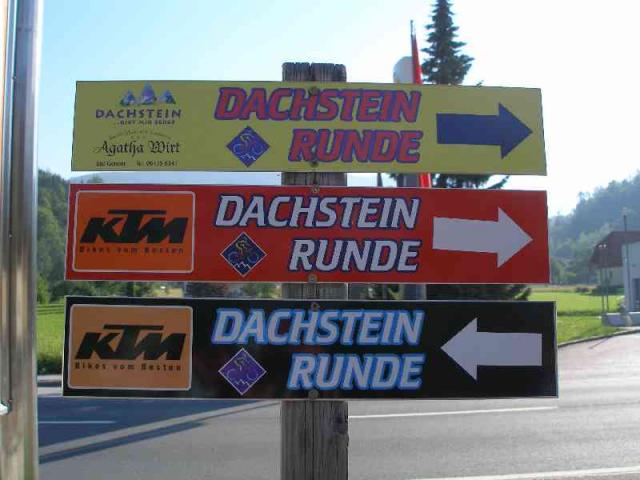 DACHSTEIN
Agatha Wirt
DACHSTEIN
RUNDE
KTM
Bikes vom Besten
DACHSTEIN
RUNDE
KTM
Bikes vom Besten
DACHSTEIN
RUNDE